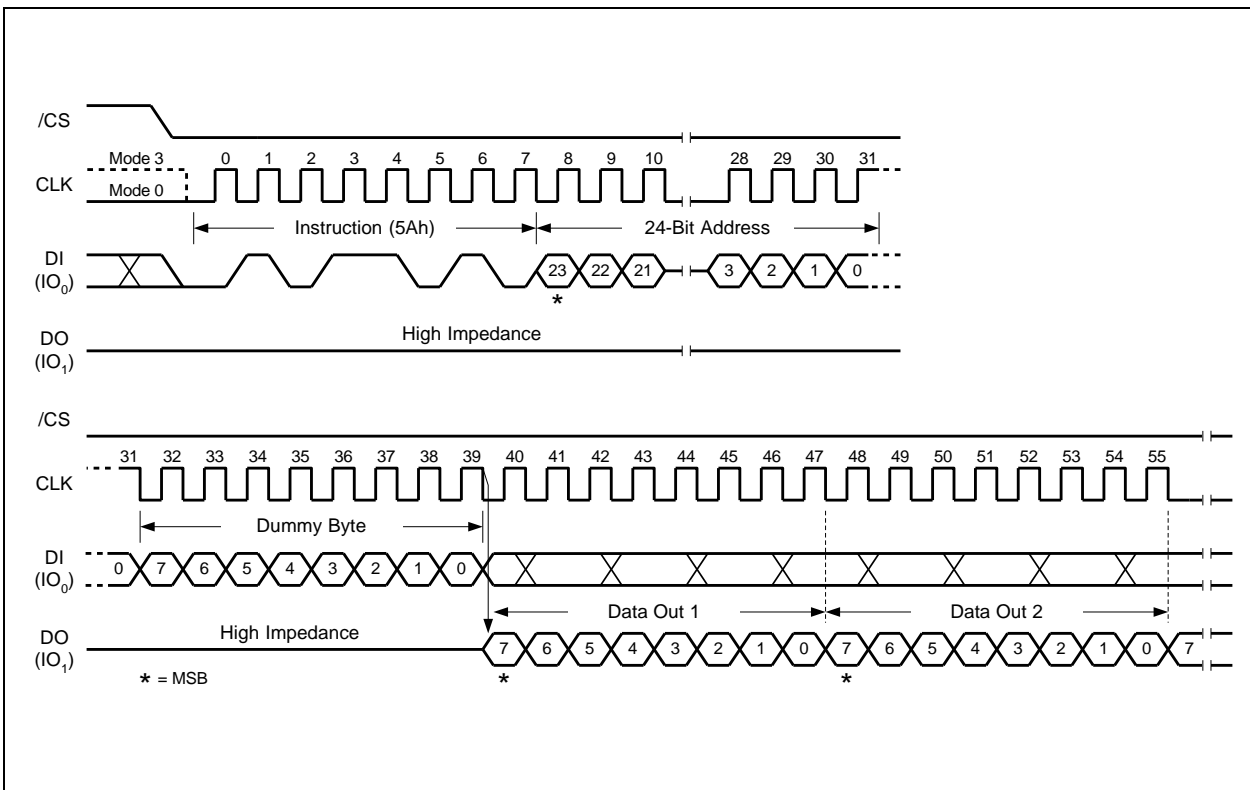 /CS
Mode 3 0 1 2 3 4 5 6 7 8 9 10 28 29 30 31
CLK
Mode 0
Instruction (5Ah) 24-Bit Address
DI
(IO0)
23 22 21 3 2 1 0
*
High Impedance
DO
(IO1)
/CS
31 32 33 34 35 36 37 38 39 40 41 42 43 44 45 46 47 48 49 50 51 52 53 54 55
CLK
Dummy Byte
DI
(IO0)
0 7 6 5 4 3 2 1 0
Data Out 1 Data Out 2
High Impedance
DO
(IO1)
7 6 5 4 3 2 1 0 7 6 5 4 3 2 1 0 7
* = MSB * *